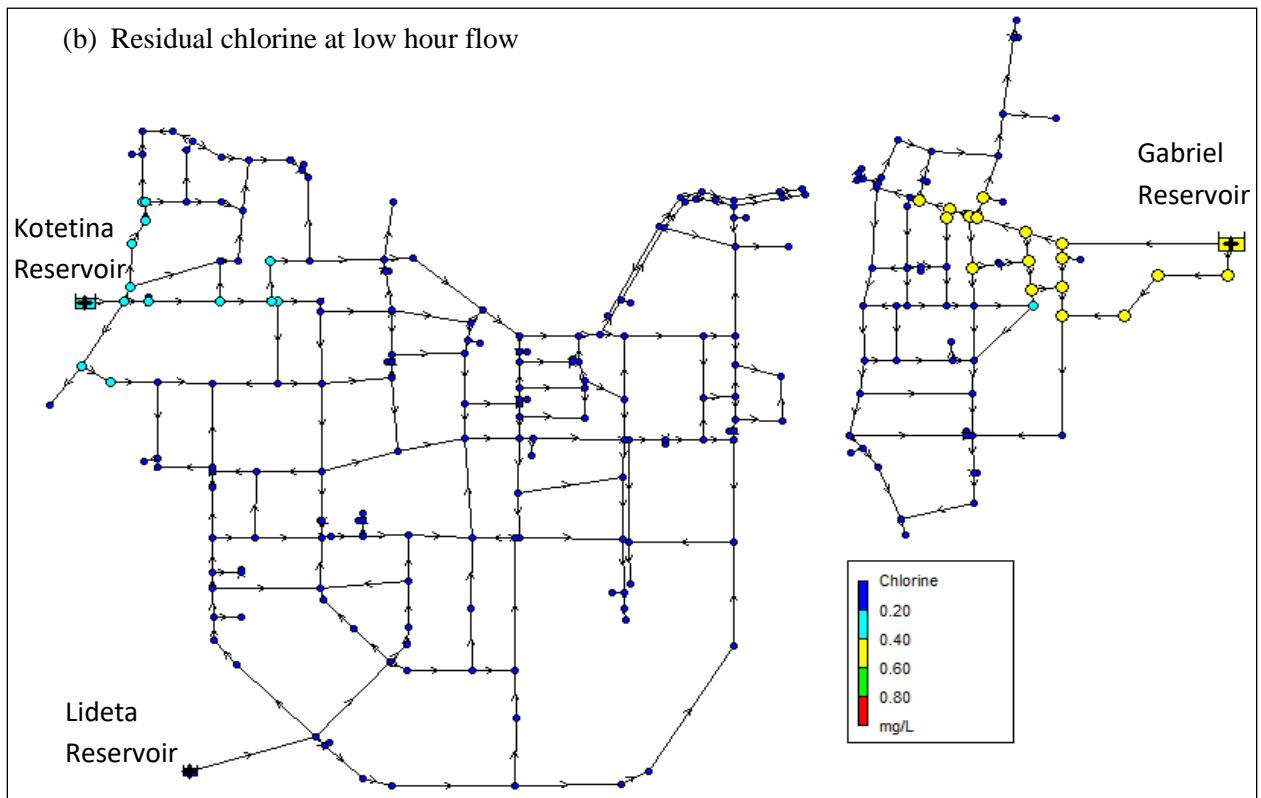 (b) Residual chlorine at low hour flow
Gabriel
Reservoir
Kotetina
Reservoir
Chlorine
0.20
0.40
0.60
0.80
mg/L
Lideta
Reservoir